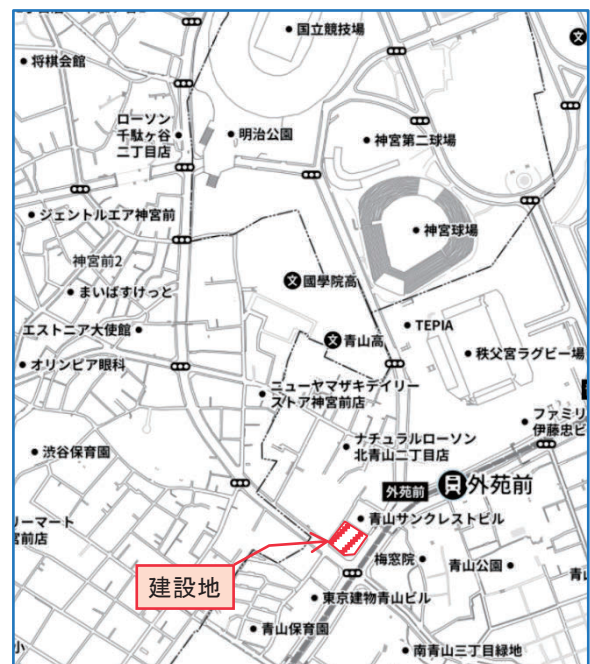 国立競技場
文
将棋会館
ローソン
千駄ヶ谷
二丁目店
明治公園
神宮第二球場
ジェントルエア神宮前
神宮球場
神宮前2
文
國學院高
まいばすけっと
エストニア大使館
文
青山高
TEPIA
オリンピア眼科
秩父宮ラグビー場
ニューヤマザキデイリー
ストア神宮前店
ファミリ
伊藤忠ビ
ナチュラルローソン
北青山二丁目店
渋谷保育園
外苑前
外苑前
リーマート
宮前店
青山サンクレストビル
建設地
梅窓院
青山公園
青山
東京建物青山ビル
青山保育園
南青山三丁目緑地
小